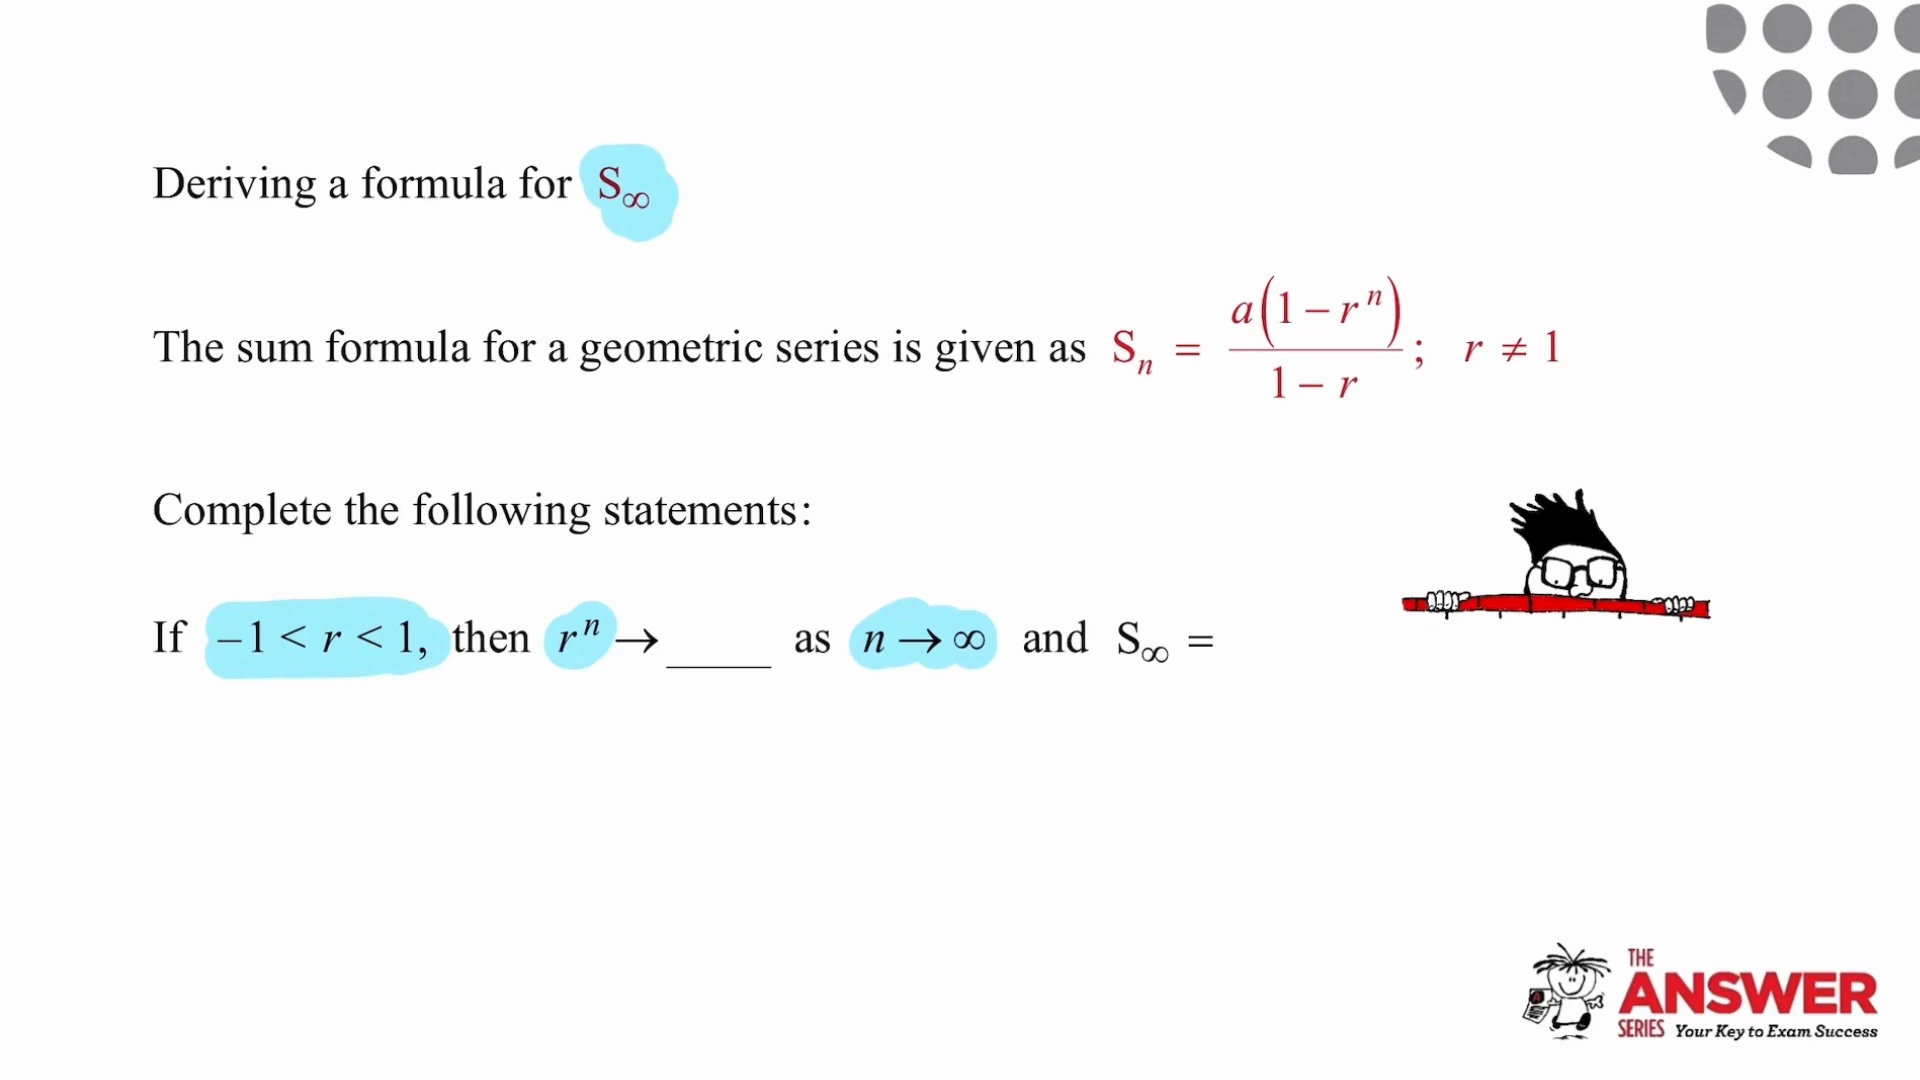 Deriving a formula for S∞
The sum formula for a geometric series is given as Sₙ = a(1 – rⁿ) / 1 – r ; r ≠ 1
Complete the following statements:
If –1 < r < 1, then rⁿ → ____ as n → ∞ and S∞ =
THE
ANSWER
SERIES Your Key to Exam Success